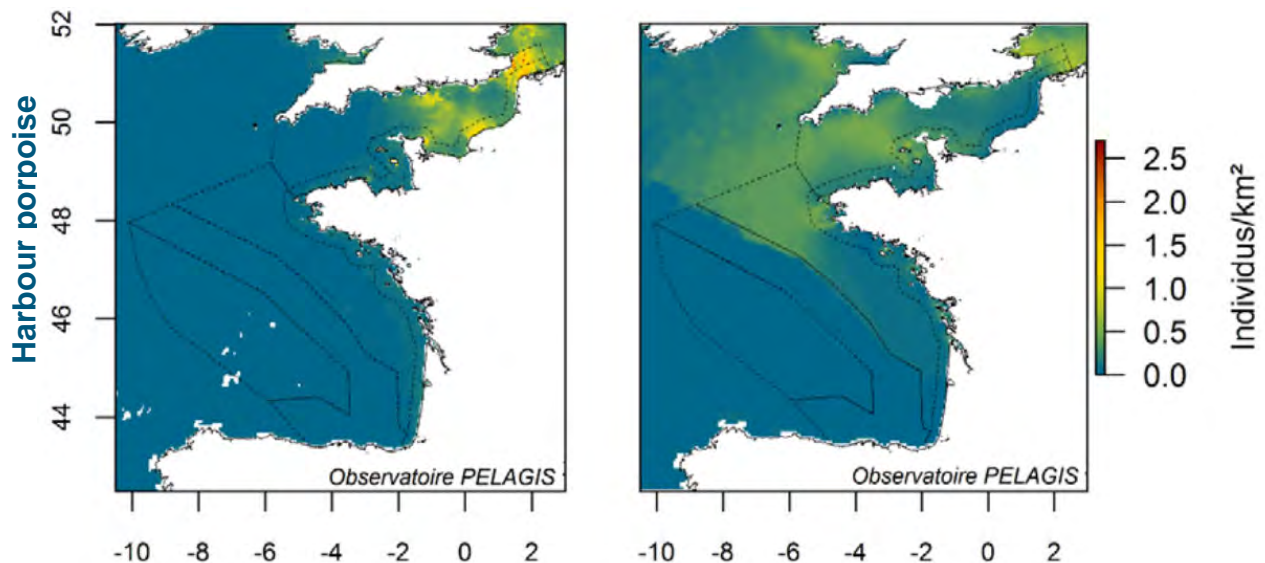 Harbour porpoise
52
50
48
46
44
Observatoire PELAGIS
-10 -8 -6 -4 -2 0 2
Observatoire PELAGIS
-10 -8 -6 -4 -2 0 2
2.5
2.0
1.5
1.0
0.5
0.0
Individus/km²